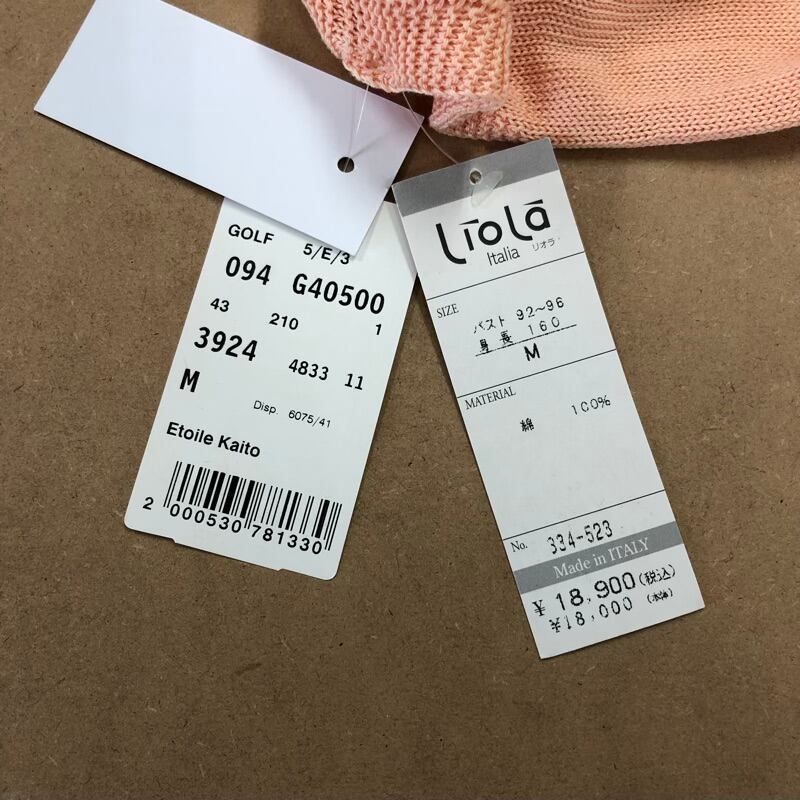 GOLF 5/E/3
094 G40500
43 210 1
3924 4833 11
M
Disp. 6075/41
Etoile Kaito
2 000530 781330
Liolà
Italia リオラ
SIZE
バスト 92~96
身長 160
M
MATERIAL
綿 100%
No. 334-523
Made in ITALY
¥18,900(税込)
¥18,000 (本体)